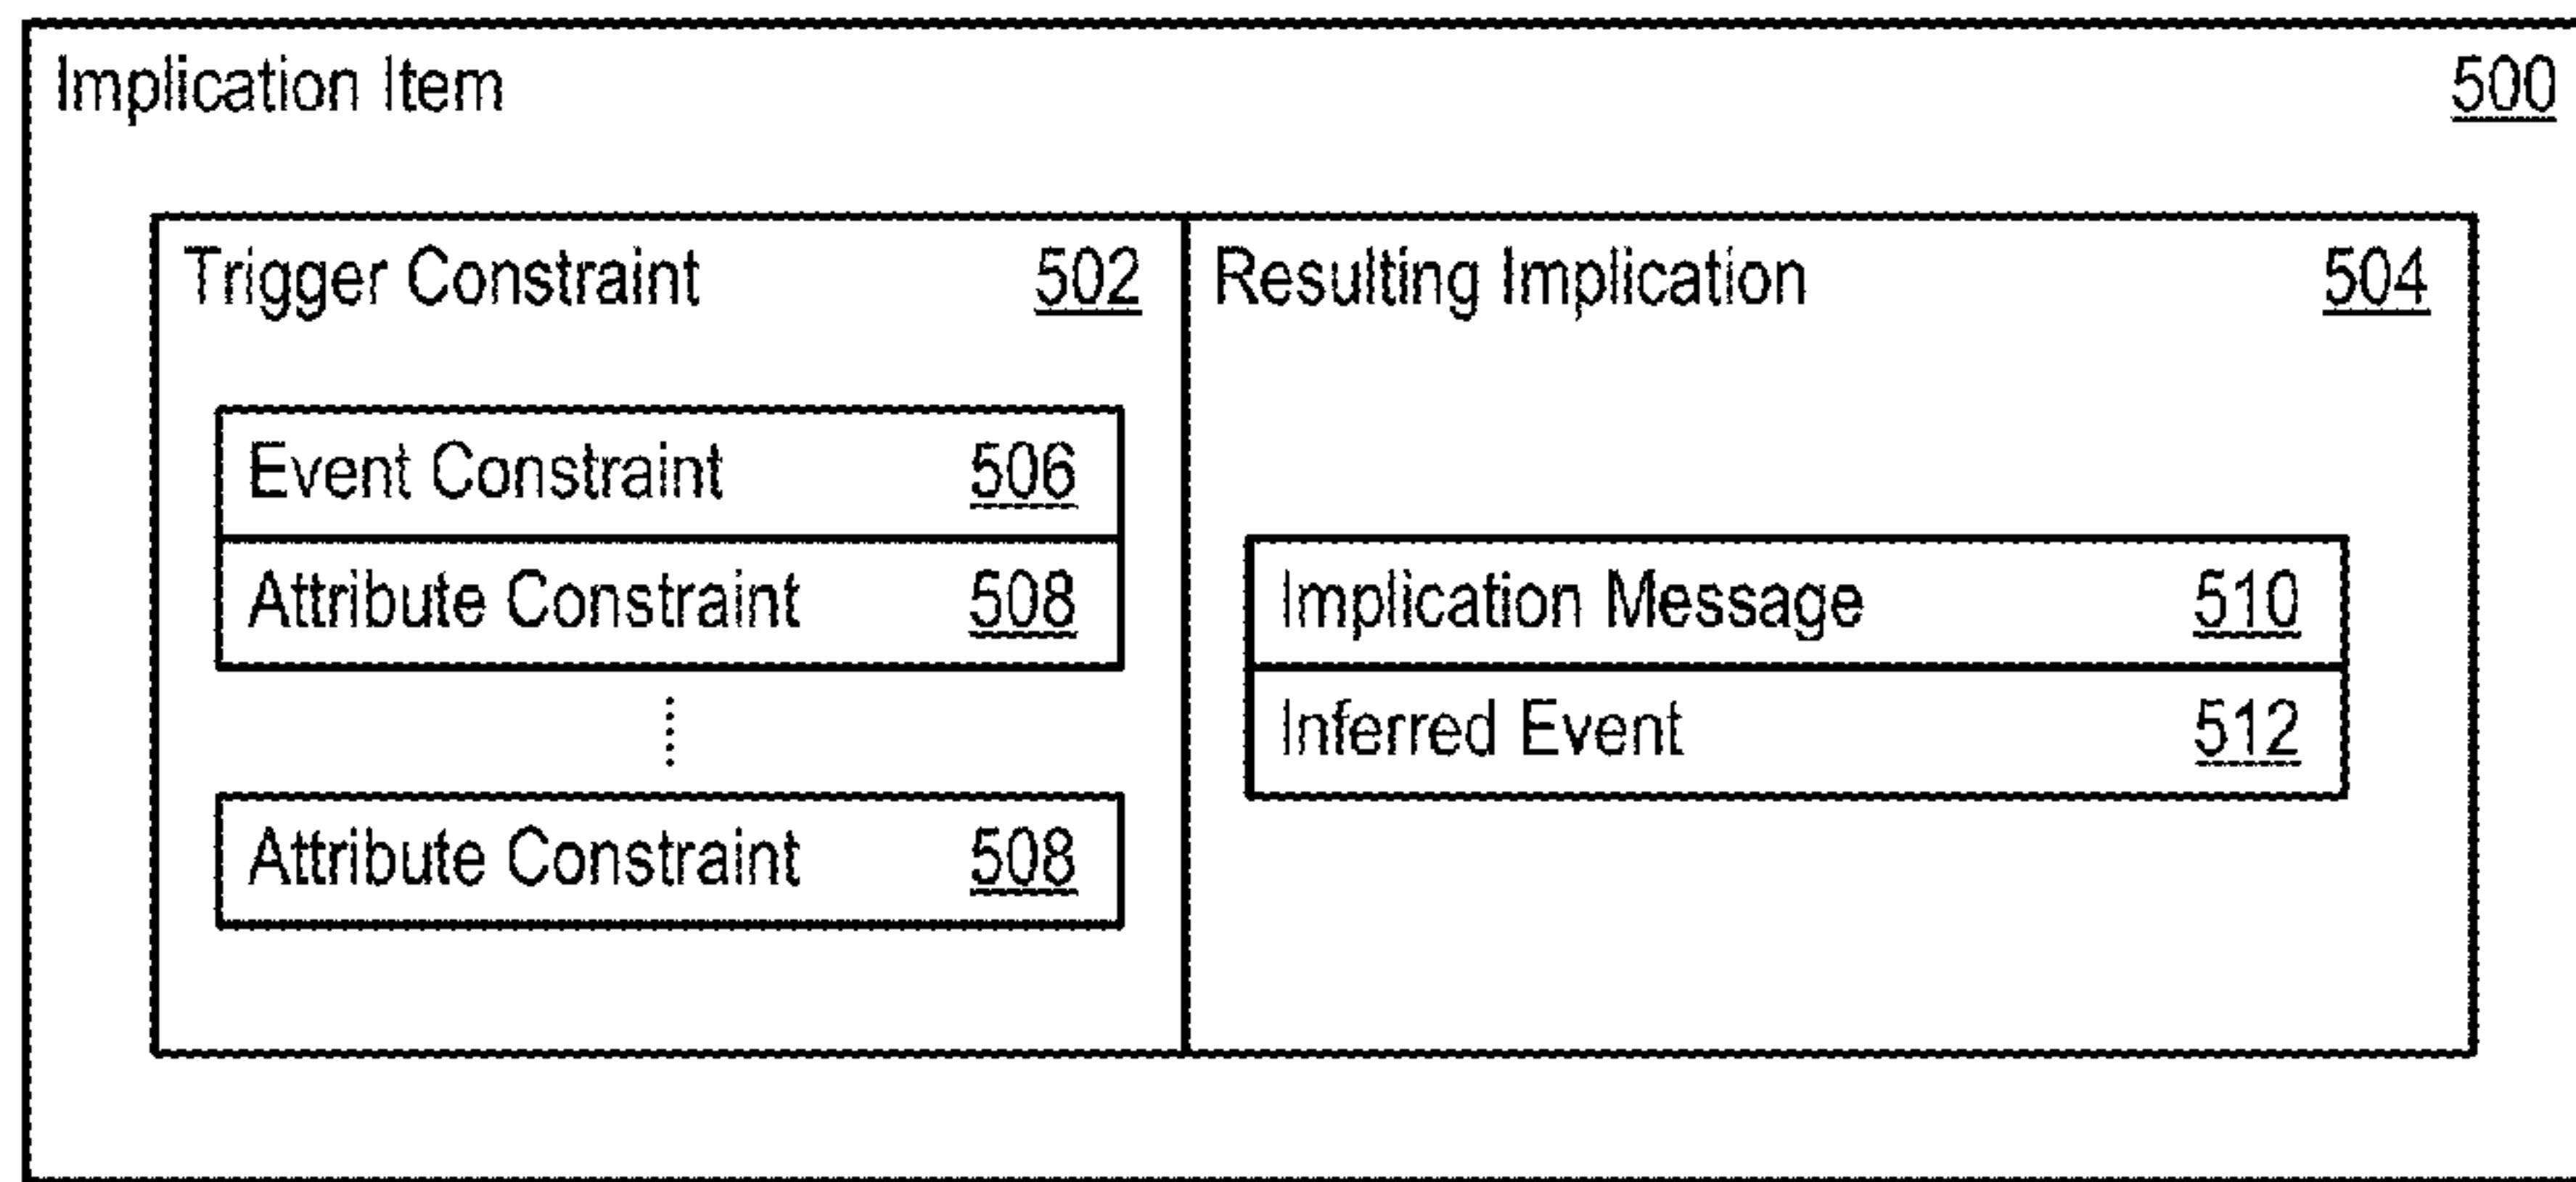 Implication Item 500
Trigger Constraint 502
Resulting Implication 504
Event Constraint 506
Attribute Constraint 508
Attribute Constraint 508
Implication Message 510
Inferred Event 512